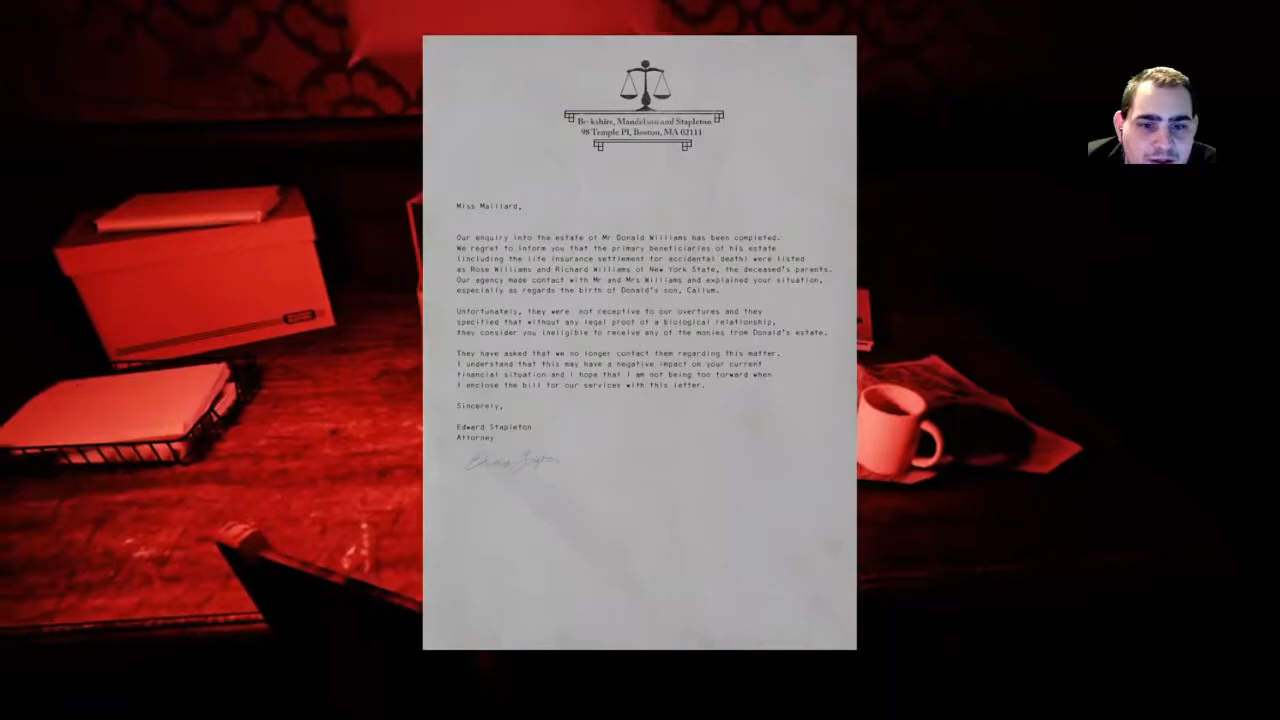 Berkshire, Mandelson and Stapleton
98 Temple Pl, Boston, MA 02111
Miss Maillard,
Our enquiry into the estate of Mr Donald Williams has been completed.
We regret to inform you that the primary beneficiaries of his estate
(including the life insurance settlement for accidental death) were listed
as Rose Williams and Richard Williams of New York State, the deceased's parents.
Our agency made contact with Mr and Mrs Williams and explained your situation,
especially as regards the birth of Donald's son, Callum.
Unfortunately, they were not receptive to our overtures and they
specified that without any legal proof of a biological relationship,
they consider you ineligible to receive any of the monies from Donald's estate.
They have asked that we no longer contact them regarding this matter.
I understand that this may have a negative impact on your current
financial situation and I hope that I am not being too forward when
I enclose the bill for our services with this letter.
Sincerely,
Edward Stapleton
Attorney